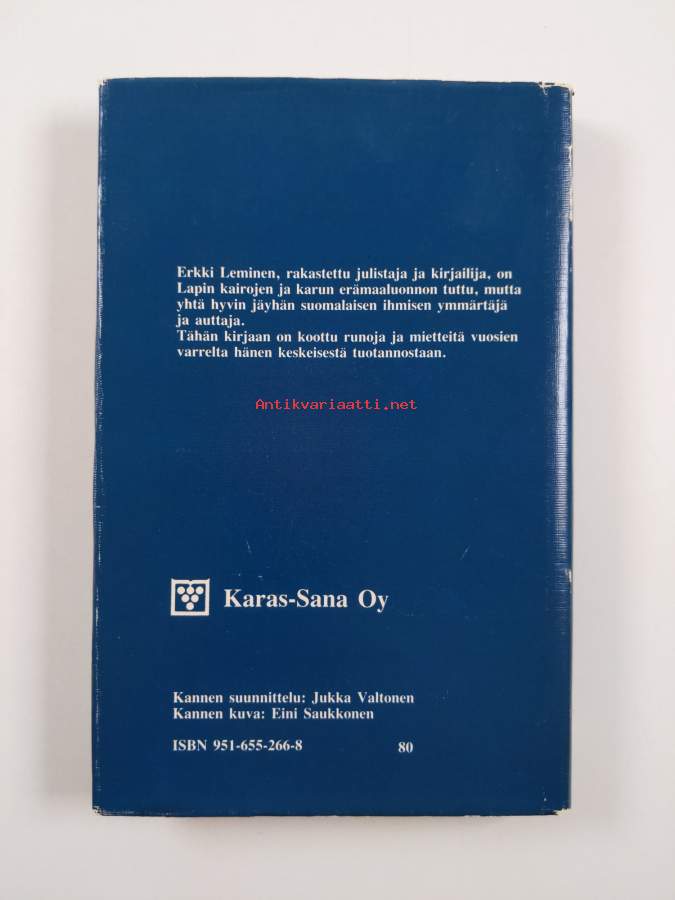 Erkki Leminen, rakastettu julistaja ja kirjailija, on
Lapin kairojen ja karun erämaaluonnon tuttu, mutta
yhtä hyvin jäyhän suomalaisen ihmisen ymmärtäjä
ja auttaja.
Tähän kirjaan on koottu runoja ja mietteitä vuosien
varrelta hänen keskeisestä tuotannostaan.
Antikvariaatti.net
Karas-Sana Oy
Kannen suunnittelu: Jukka Valtonen
Kannen kuva: Eini Saukkonen
ISBN 951-655-266-8 80